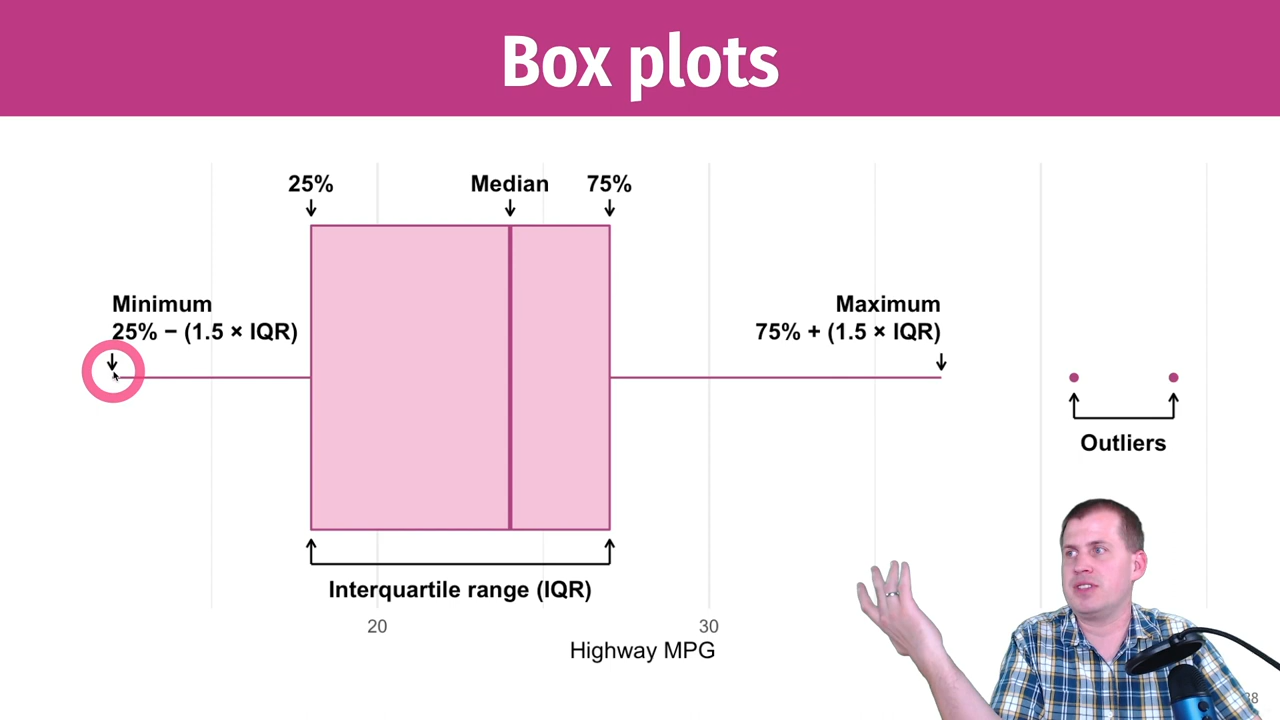 Box plots
25%
Median
75%
Minimum
25% − (1.5 × IQR)
Maximum
75% + (1.5 × IQR)
Outliers
Interquartile range (IQR)
20
30
Highway MPG